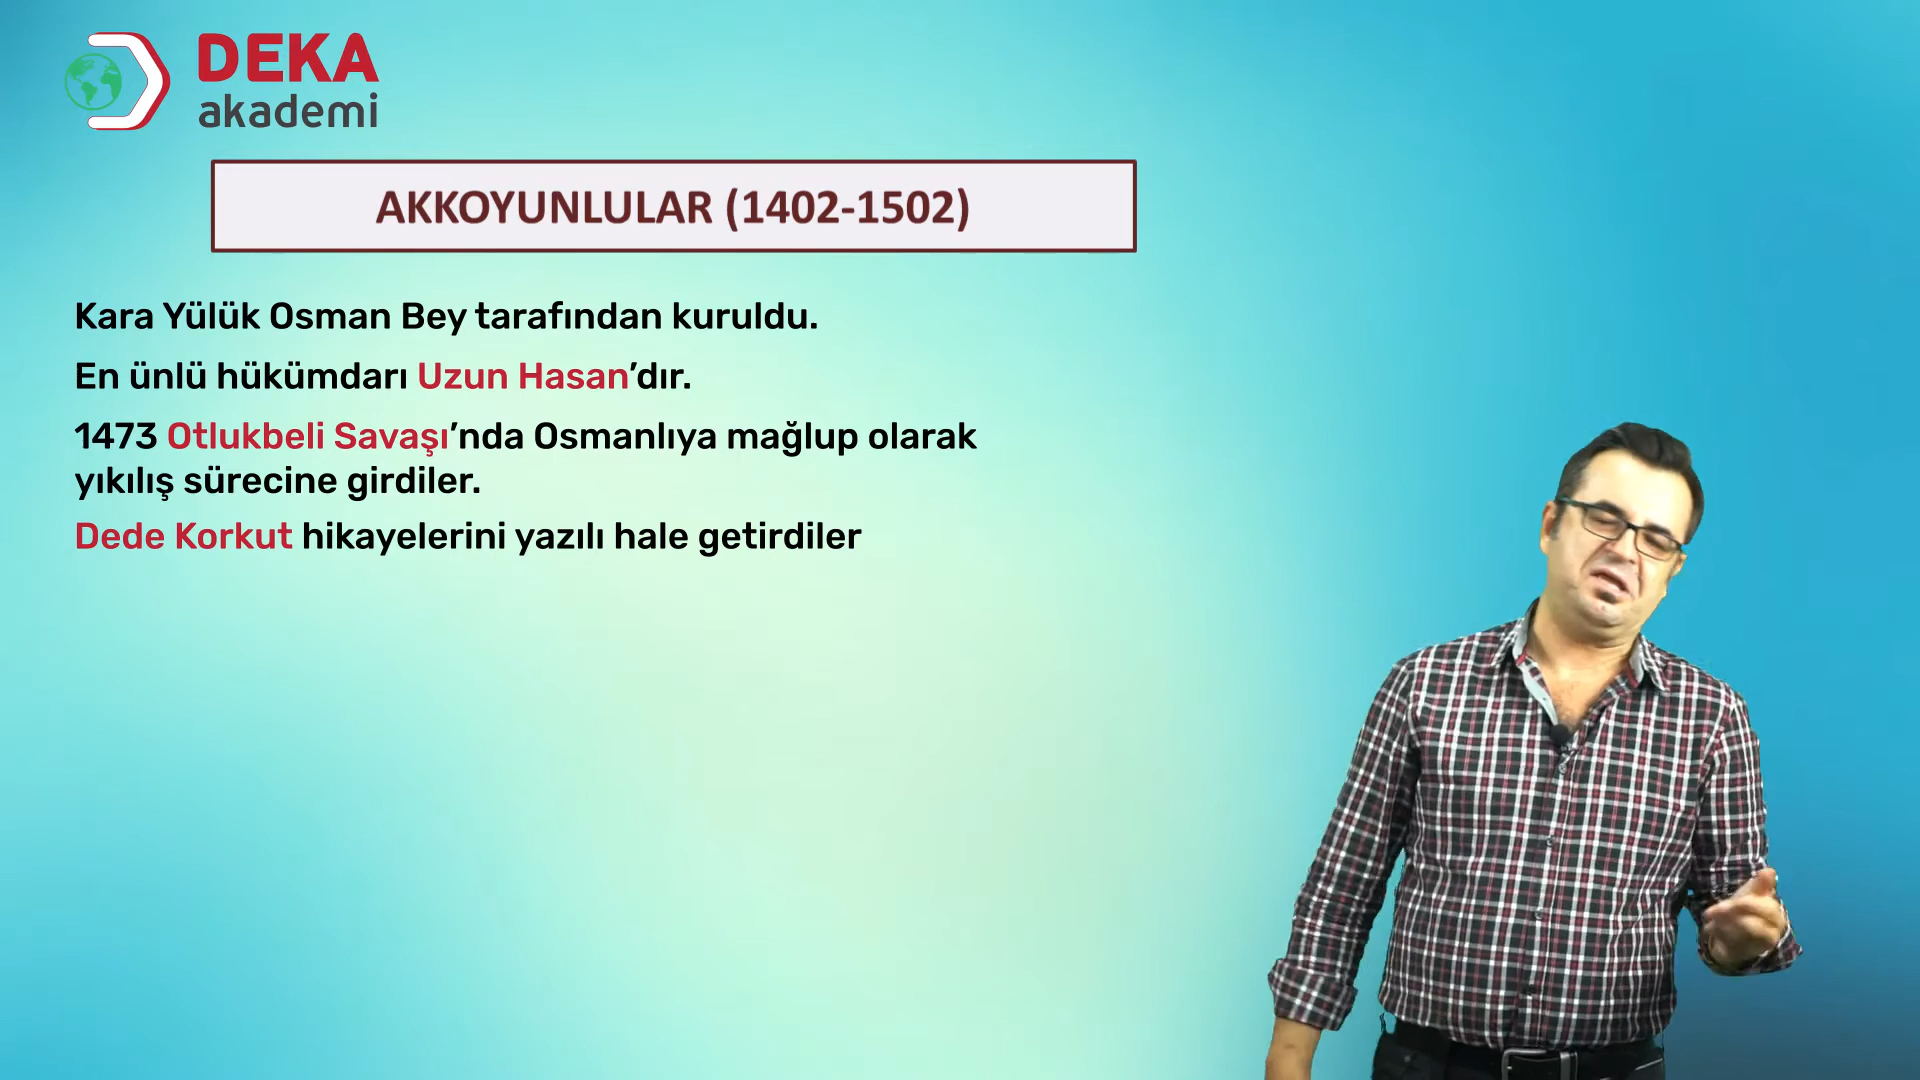 DEKA
akademi
AKKOYUNLULAR (1402-1502)
Kara Yülük Osman Bey tarafından kuruldu.
En ünlü hükümdarı Uzun Hasan’dır.
1473 Otlukbeli Savaşı’nda Osmanlıya mağlup olarak
yıkılış sürecine girdiler.
Dede Korkut hikayelerini yazılı hale getirdiler